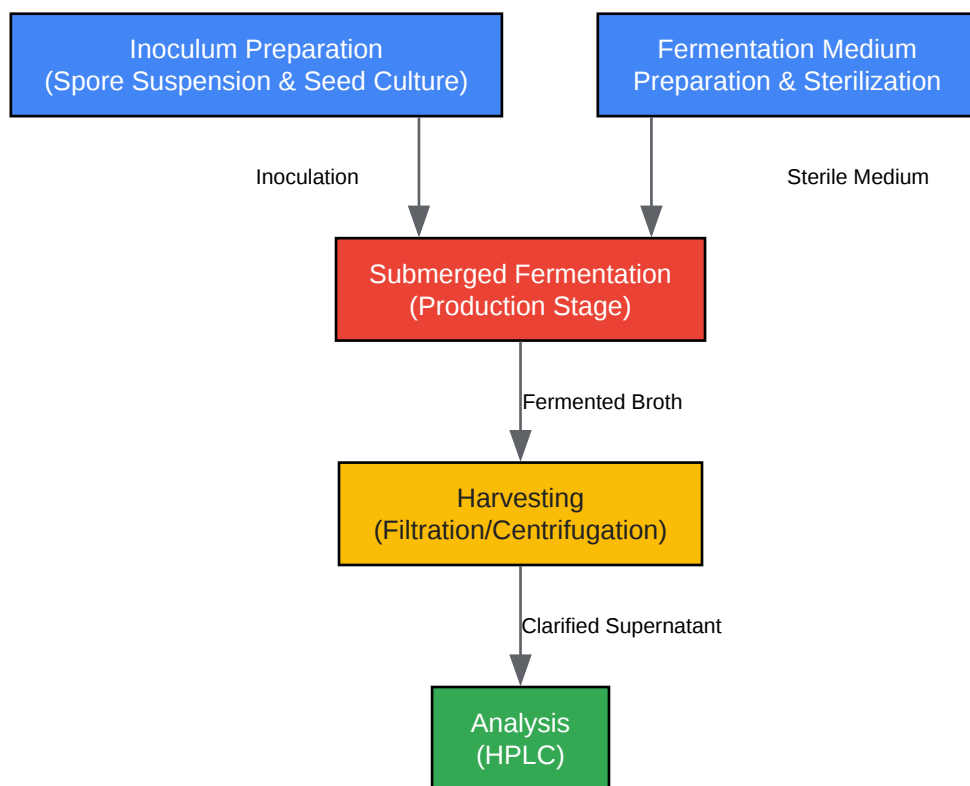 Inoculum Preparation
(Spore Suspension & Seed Culture)
Fermentation Medium
Preparation & Sterilization
Inoculation
Sterile Medium
Submerged Fermentation
(Production Stage)
Fermented Broth
Harvesting
(Filtration/Centrifugation)
Clarified Supernatant
Analysis
(HPLC)